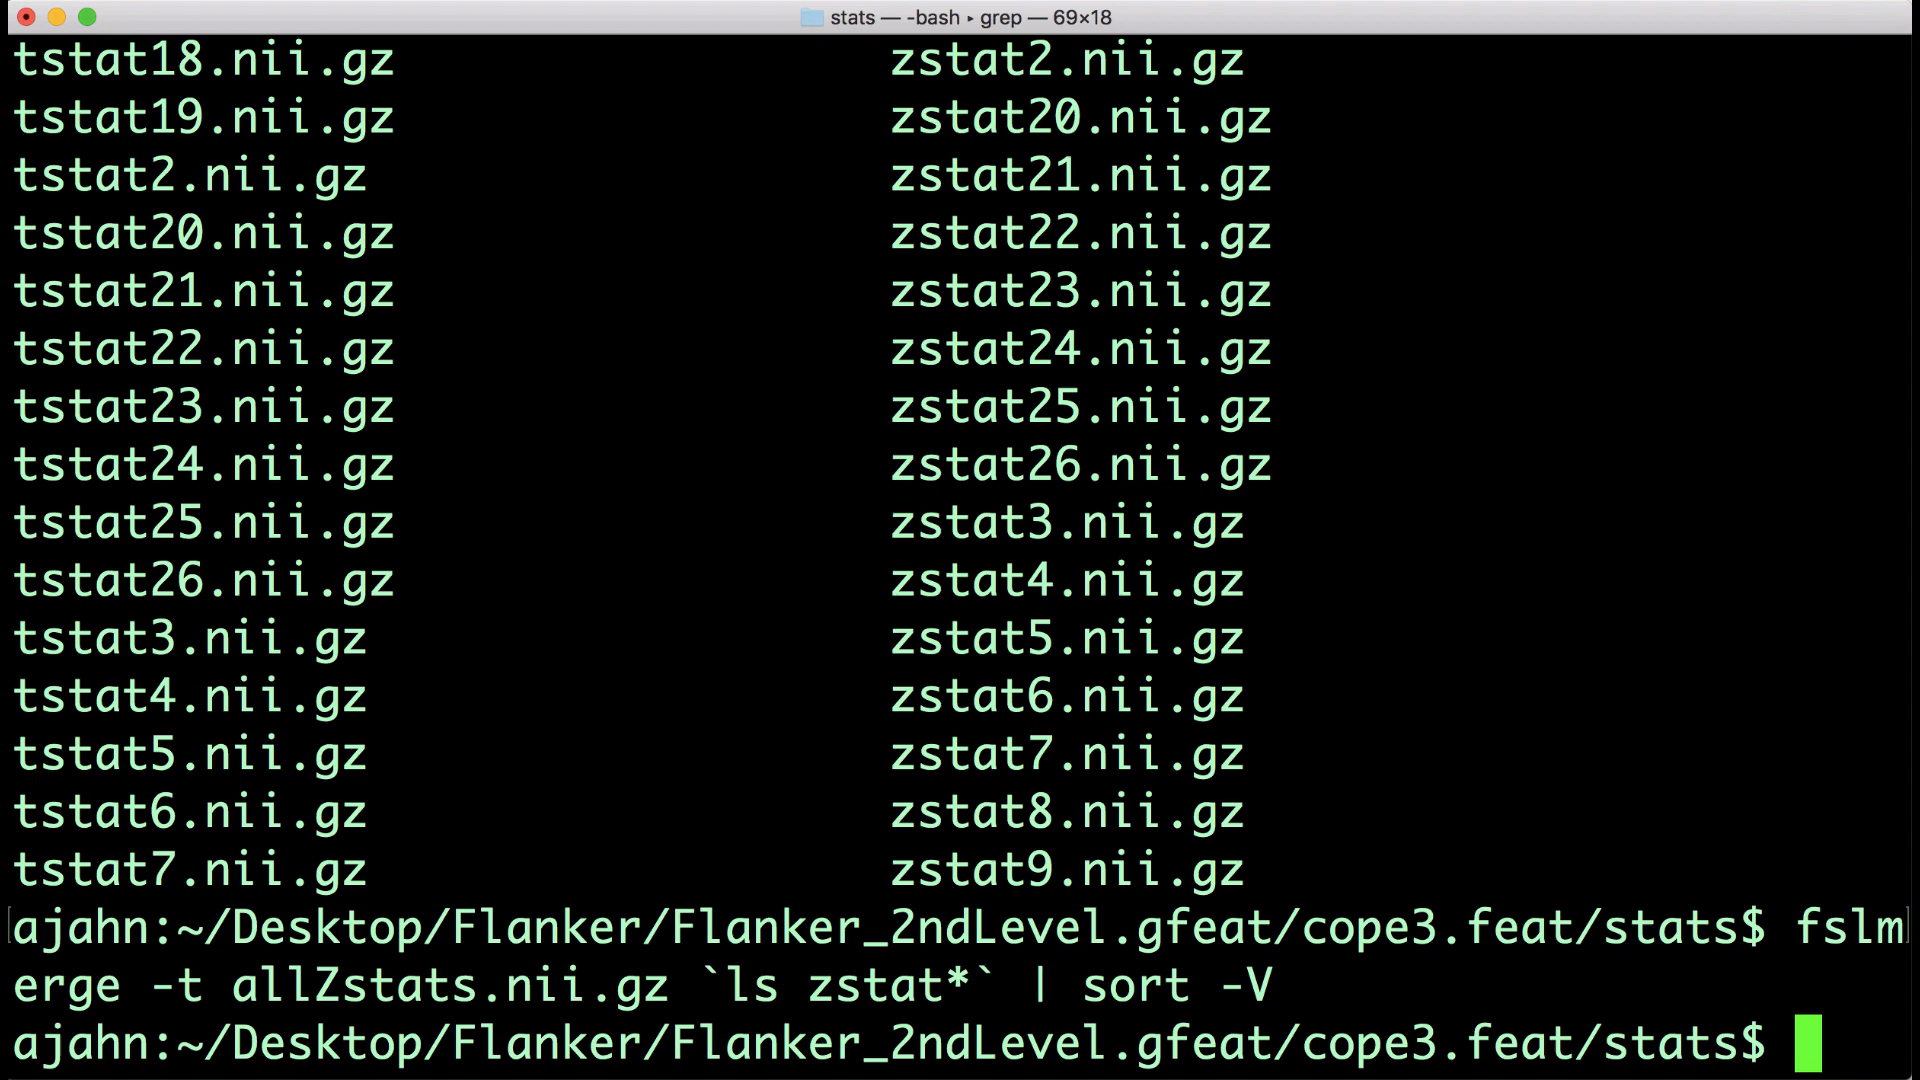 stats — -bash ▸ grep — 69×18
tstat18.nii.gz zstat2.nii.gz
tstat19.nii.gz zstat20.nii.gz
tstat2.nii.gz zstat21.nii.gz
tstat20.nii.gz zstat22.nii.gz
tstat21.nii.gz zstat23.nii.gz
tstat22.nii.gz zstat24.nii.gz
tstat23.nii.gz zstat25.nii.gz
tstat24.nii.gz zstat26.nii.gz
tstat25.nii.gz zstat3.nii.gz
tstat26.nii.gz zstat4.nii.gz
tstat3.nii.gz zstat5.nii.gz
tstat4.nii.gz zstat6.nii.gz
tstat5.nii.gz zstat7.nii.gz
tstat6.nii.gz zstat8.nii.gz
tstat7.nii.gz zstat9.nii.gz
[ajahn:~/Desktop/Flanker/Flanker_2ndLevel.gfeat/cope3.feat/stats$ fslm]
erge -t allZstats.nii.gz `ls zstat*` | sort -V
ajahn:~/Desktop/Flanker/Flanker_2ndLevel.gfeat/cope3.feat/stats$